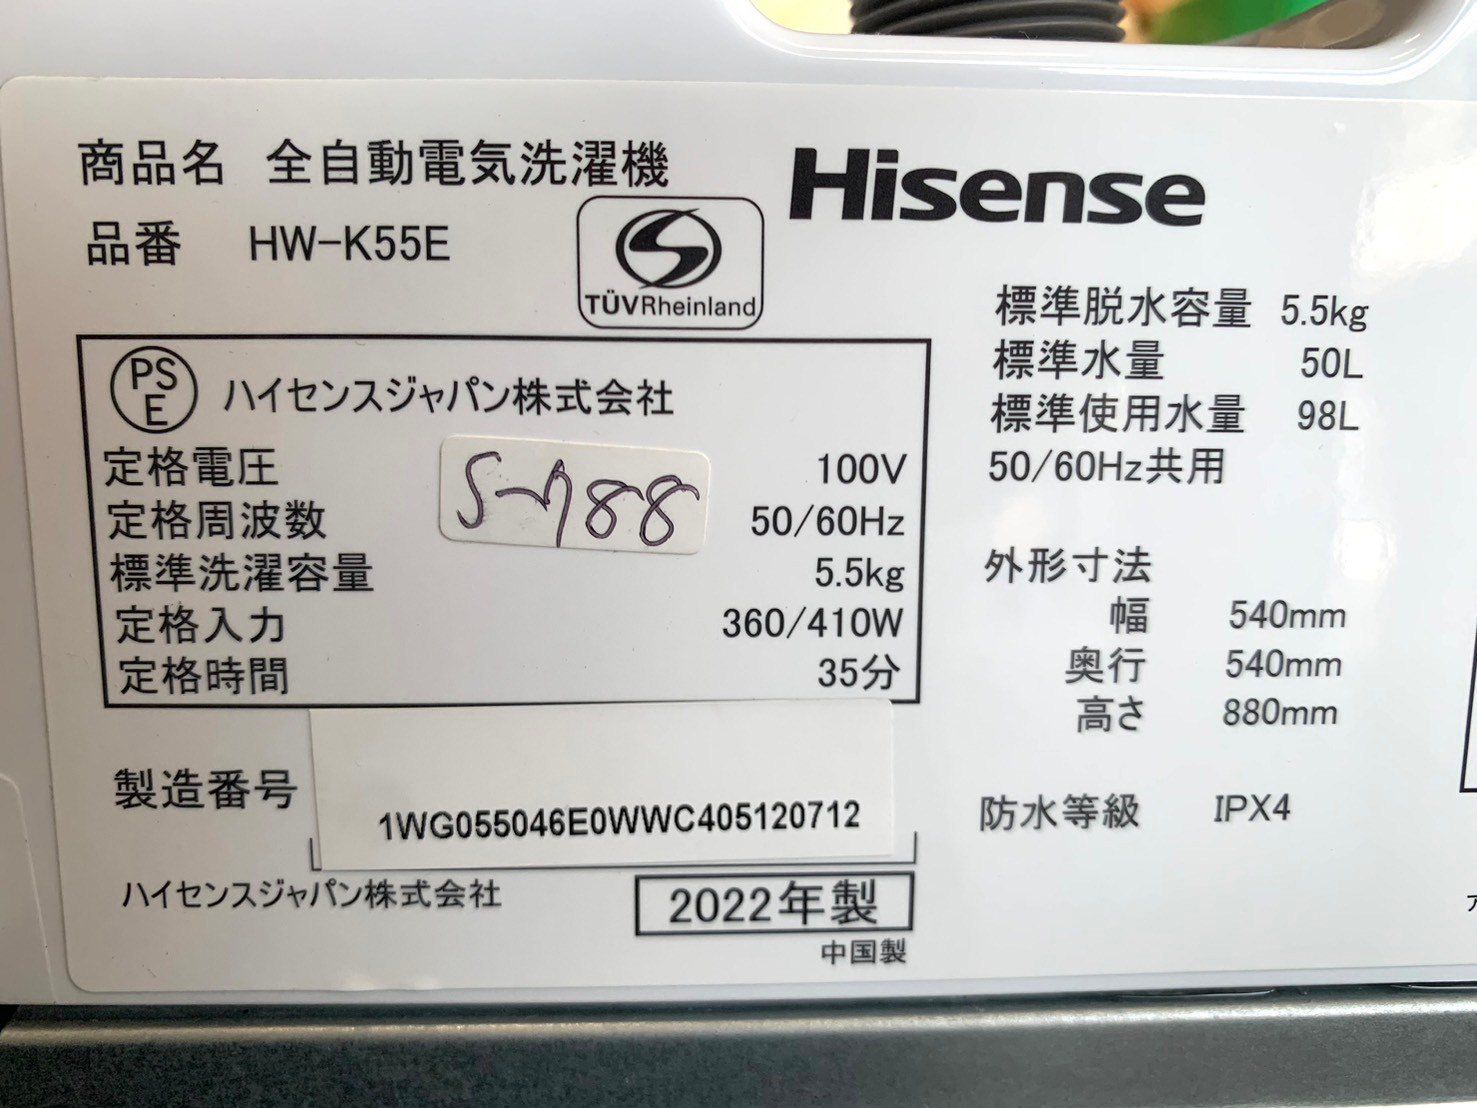 商品名 全自動電気洗濯機
品番 HW-K55E
TÜVRheinland
Hisense
PS
E
ハイセンスジャパン株式会社
定格電圧 100V
S-788
定格周波数 50/60Hz
標準洗濯容量 5.5kg
定格入力 360/410W
定格時間 35分
製造番号 1WG055046E0WWC405120712
ハイセンスジャパン株式会社
2022年製
中国製
標準脱水容量 5.5kg
標準水量 50L
標準使用水量 98L
50/60Hz共用
外形寸法
幅 540mm
奥行 540mm
高さ 880mm
防水等級 IPX4
ア